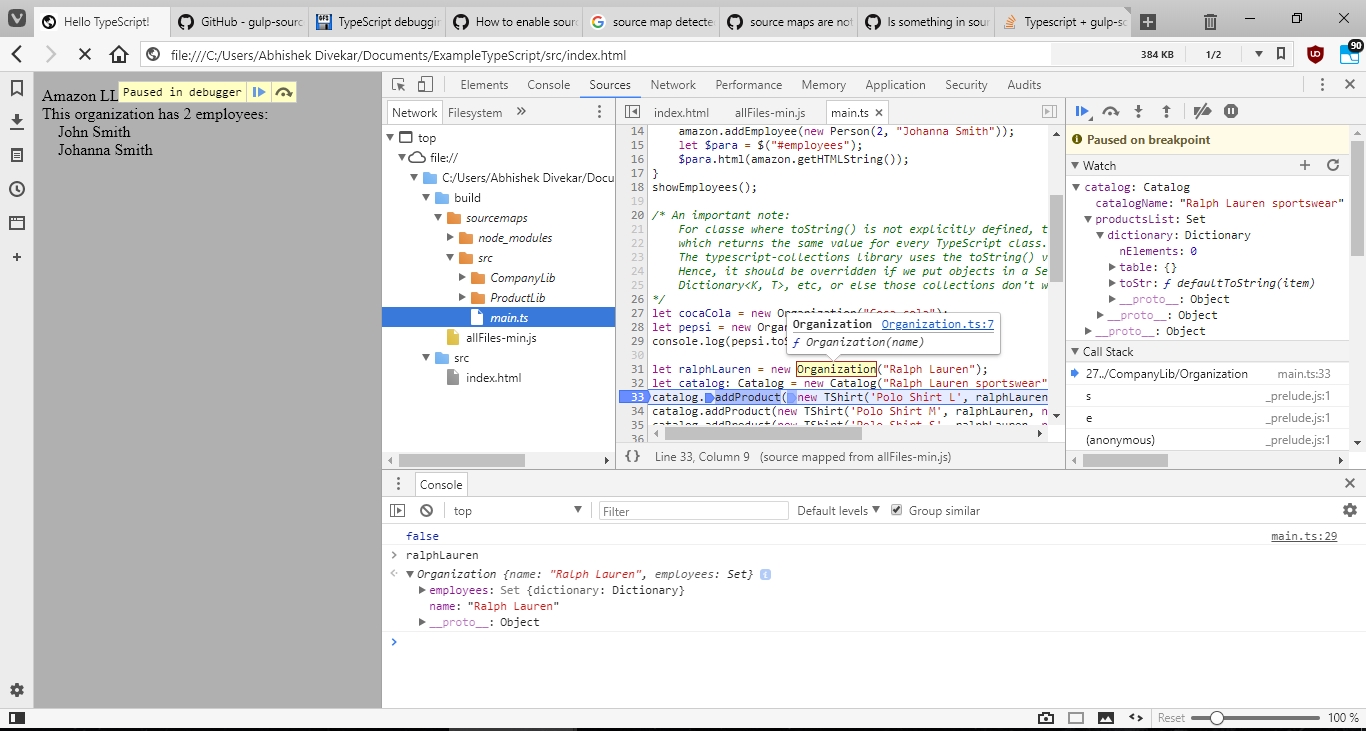 Hello TypeScript!
GitHub - gulp-sourc
TypeScript debuggin
How to enable sour
source map detecte
source maps are not
Is something in sour
Typescript + gulp-so
file:///C:/Users/Abhishek Divekar/Documents/ExampleTypeScript/src/index.html
384 KB
1/2
90
Amazon LL
Paused in debugger
This organization has 2 employees:
John Smith
Johanna Smith
Elements
Console
Sources
Network
Performance
Memory
Application
Security
Audits
Network
Filesystem
»
top
file://
C:/Users/Abhishek Divekar/Docu
build
sourcemaps
node_modules
src
CompanyLib
ProductLib
main.ts
allFiles-min.js
src
index.html
index.html
allFiles-min.js
main.ts
14 amazon.addEmployee(new Person(2, "Johanna Smith"));
15 let $para = $("#employees");
16 $para.html(amazon.getHTMLString());
17 }
18 showEmployees();
19
20 /* An important note:
21 For classe where toString() is not explicitly defined, t
22 which returns the same value for every TypeScript class.
23 The typescript-collections library uses the toString() v
24 Hence, it should be overridden if we put objects in a Se
25 Dictionary<K, T>, etc, or else those collections don't w
26 */
27 let cocaCola = new Organization("Coca-cola");
28 let pepsi = new Orga
29 console.log(pepsi.toS
30
31 let ralphLauren = new Organization("Ralph Lauren");
32 let catalog: Catalog = new Catalog("Ralph Lauren sportswear"
33 catalog.addProduct(new TShirt('Polo Shirt L', ralphLauren
34 catalog.addProduct(new TShirt('Polo Shirt M', ralphLauren, n
35 catalog.addProduct(new TShirt('Polo Shirt S', ralphLauren, n
36
Organization Organization.ts:7
ƒ Organization(name)
{} Line 33, Column 9 (source mapped from allFiles-min.js)
Paused on breakpoint
Watch
catalog: Catalog
catalogName: "Ralph Lauren sportswear"
productsList: Set
dictionary: Dictionary
nElements: 0
table: {}
toStr: ƒ defaultToString(item)
__proto__: Object
__proto__: Object
__proto__: Object
Call Stack
27../CompanyLib/Organization main.ts:33
s _prelude.js:1
e _prelude.js:1
(anonymous) _prelude.js:1
Console
top
Filter
Default levels
Group similar
false main.ts:29
ralphLauren
Organization {name: "Ralph Lauren", employees: Set}
employees: Set {dictionary: Dictionary}
name: "Ralph Lauren"
__proto__: Object
Reset
100 %